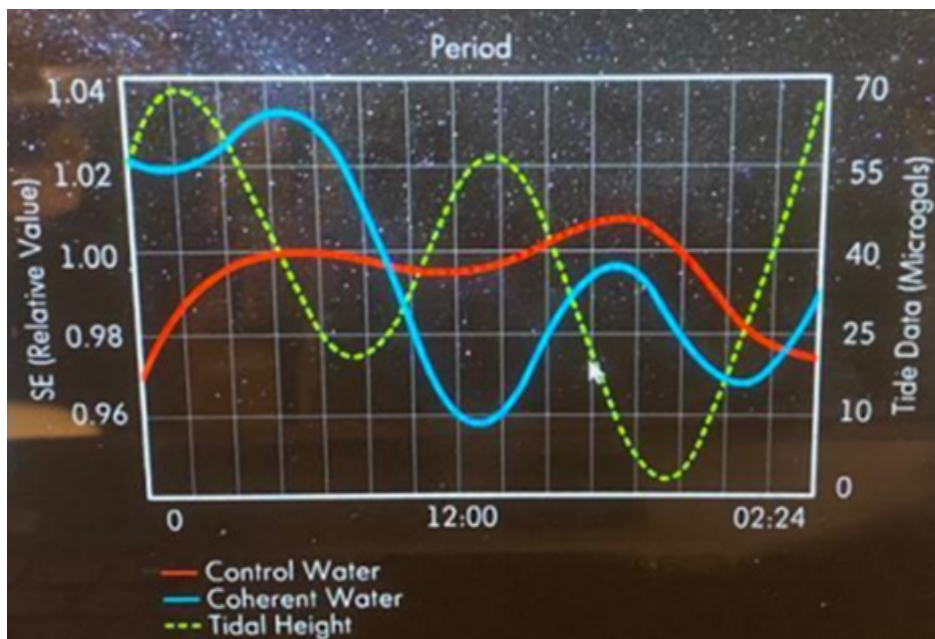 Period
1.04
1.02
1.00
0.98
0.96
SE (Relative Value)
70
55
40
25
10
0
Tide Data (Microgals)
0 12:00 02:24
Control Water
Coherent Water
Tidal Height